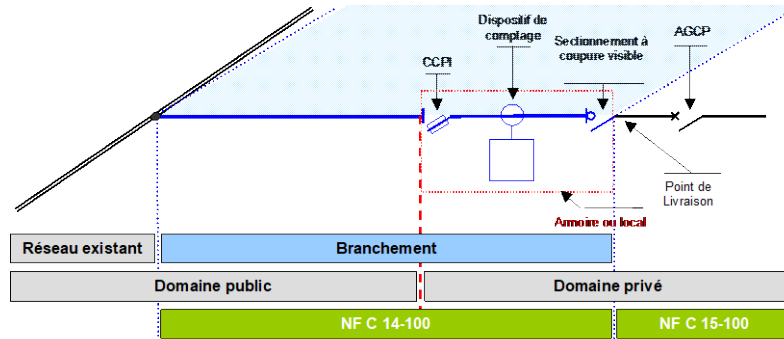 Dispositif de
comptage
Sectionnement à
coupure visible
AGCP
CCPI
Point de
Livraison
Armoire ou local
Réseau existant
Branchement
Domaine public
Domaine privé
NF C 14-100
NF C 15-100